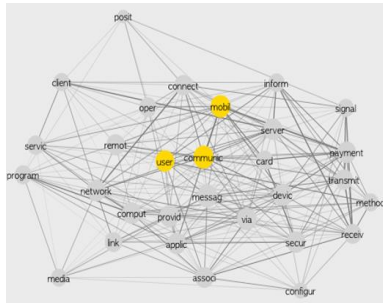 posit
client
connect
inform
oper
mobil
signal
server
servic
remot
user
communic
card
payment
program
transmit
network
messag
devic
method
comput
provid
via
link
applic
secur
receiv
media
associ
configur